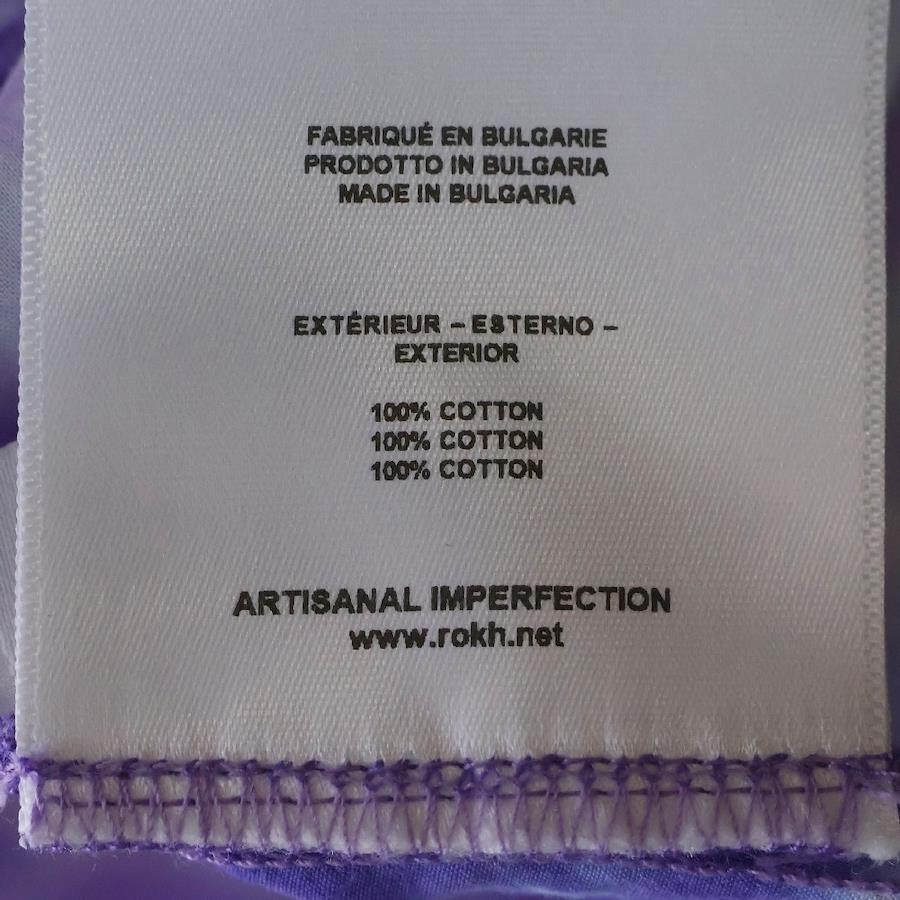 FABRIQUÉ EN BULGARIE
PRODOTTO IN BULGARIA
MADE IN BULGARIA
EXTÉRIEUR – ESTERNO –
EXTERIOR
100% COTTON
100% COTTON
100% COTTON
ARTISANAL IMPERFECTION
www.rokh.net